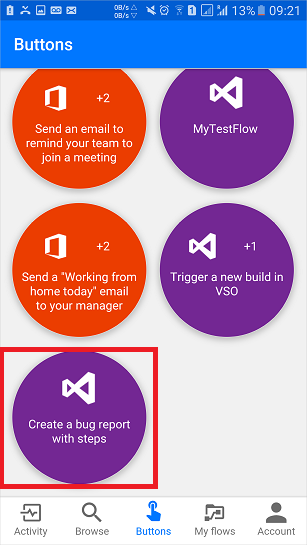 0B/s
0B/s
13% 09:21
Buttons
+2
Send an email to
remind your team to
join a meeting
MyTestFlow
+2
Send a "Working from
home today" email
to your manager
+1
Trigger a new build in
VSO
Create a bug report
with steps
Activity
Browse
Buttons
My flows
Account